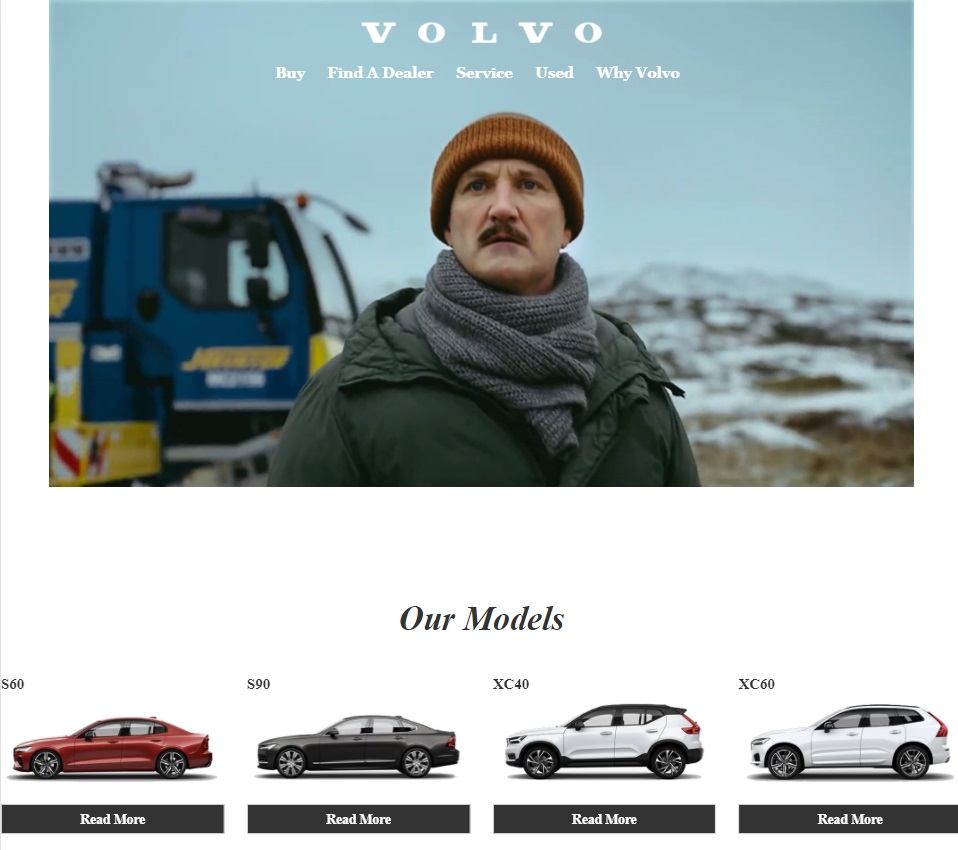 VOLVO
Buy Find A Dealer Service Used Why Volvo
Our Models
S60 S90 XC40 XC60
Read More Read More Read More Read More